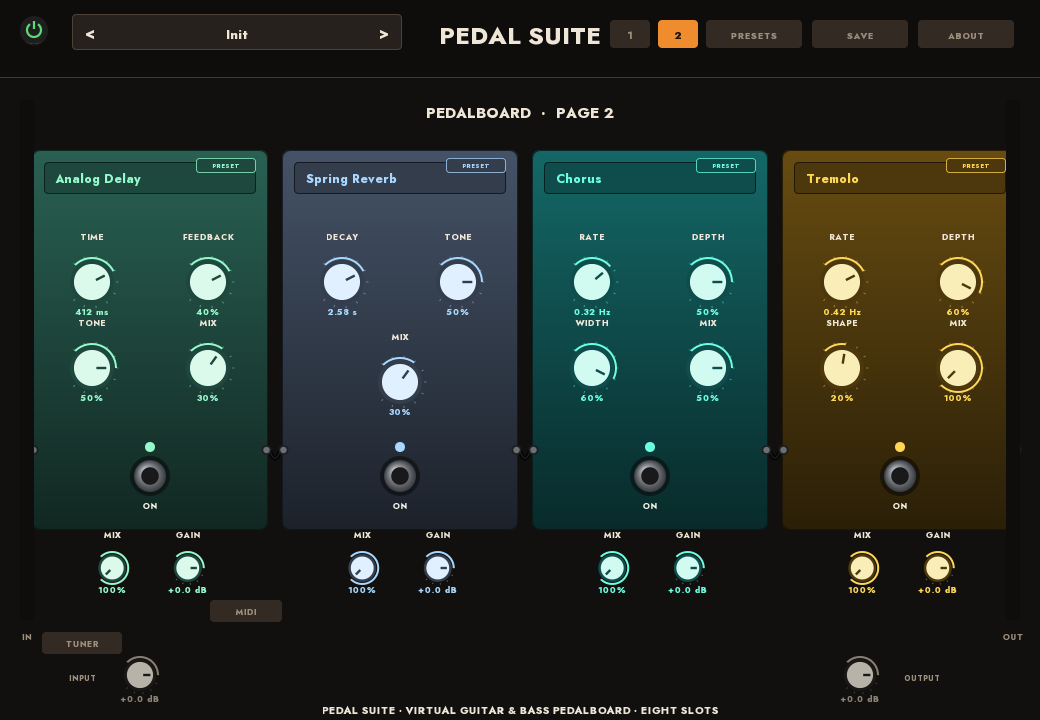 < Init > PEDAL SUITE 1 2 PRESETS SAVE ABOUT
PEDALBOARD · PAGE 2
PRESET PRESET PRESET PRESET
Analog Delay Spring Reverb Chorus Tremolo
TIME FEEDBACK DECAY TONE RATE DEPTH RATE DEPTH
412 ms 40% 2.58 s 50% 0.32 Hz 50% 0.42 Hz 60%
TONE MIX WIDTH MIX SHAPE MIX
MIX
50% 30% 60% 50% 20% 100%
30%
ON ON ON ON
MIX GAIN MIX GAIN MIX GAIN MIX GAIN
100% +0.0 dB 100% +0.0 dB 100% +0.0 dB 100% +0.0 dB
MIDI
IN TUNER OUT
INPUT OUTPUT
+0.0 dB +0.0 dB
PEDAL SUITE · VIRTUAL GUITAR & BASS PEDALBOARD · EIGHT SLOTS